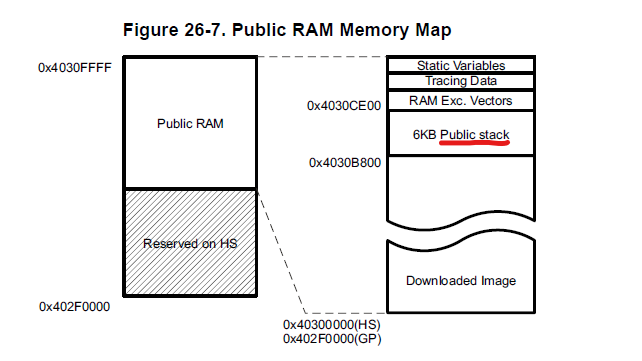 Figure 26-7. Public RAM Memory Map
0x4030FFFF
Public RAM
Reserved on HS
0x402F0000
Static Variables
Tracing Data
RAM Exc. Vectors
0x4030CE00
6KB Public stack
0x4030B800
Downloaded Image
0x40300000(HS)
0x402F0000(GP)